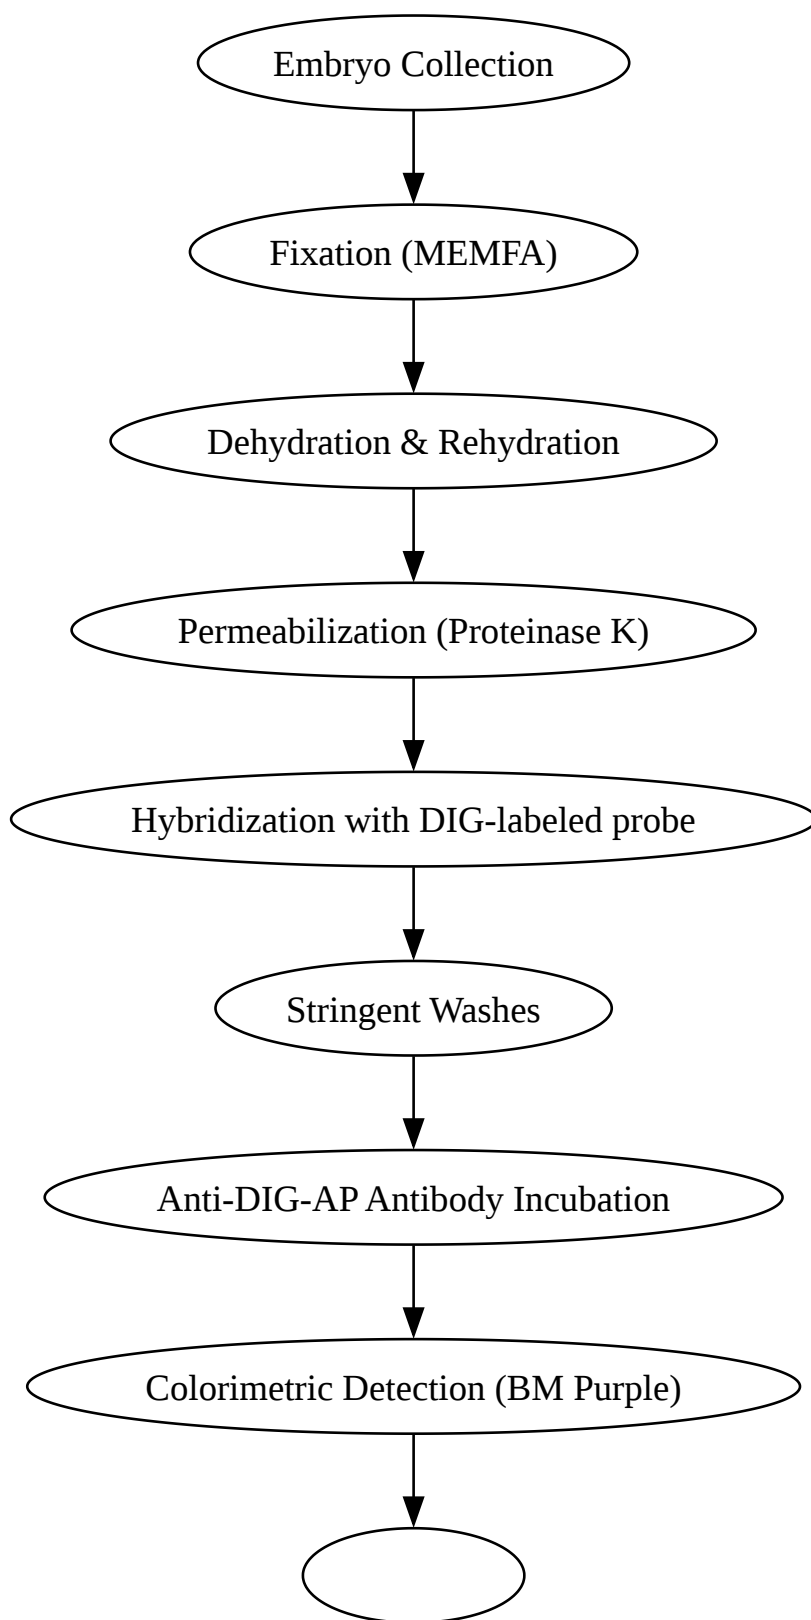 Embryo Collection
Fixation (MEMFA)
Dehydration & Rehydration
Permeabilization (Proteinase K)
Hybridization with DIG-labeled probe
Stringent Washes
Anti-DIG-AP Antibody Incubation
Colorimetric Detection (BM Purple)